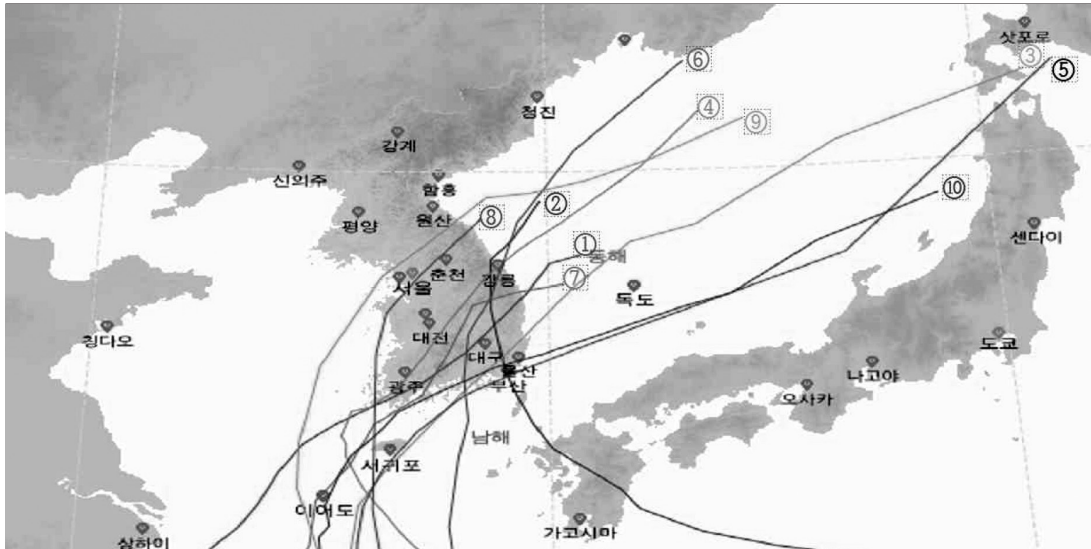 삿포로
③
⑤
⑥
④
⑨
청진
강계
신의주
함흥
⑩
평양
원산
⑧
②
센다이
①
동해
춘천
강릉
서울
⑦
독도
칭다오
대전
대구
도쿄
울산
나고야
광주
부산
오사카
남해
서귀포
이어도
가고시마
상하이